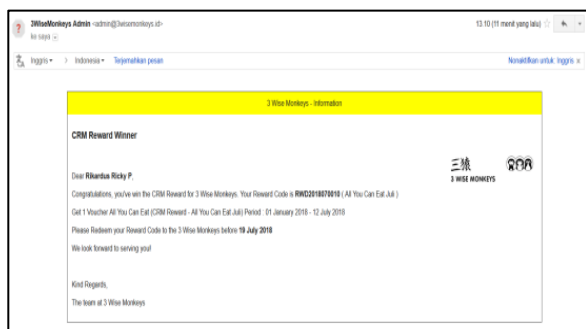 3WiseMonkeys Admin <admin@3wisemonkeys.id>
13.10 (11 menit yang lalu)
ke saya
Inggris > Indonesia Terjemahkan pesan
Nonaktifkan untuk: Inggris x
3 Wise Monkeys - Information
CRM Reward Winner
三猿
3 WISE MONKEYS
Dear Rikardus Ricky P,
Congratulations, you've win the CRM Reward for 3 Wise Monkeys. Your Reward Code is RWD2018070010 ( All You Can Eat Juli )
Get 1 Voucher All You Can Eat (CRM Reward - All You Can Eat Juli) Period : 01 January 2018 - 12 July 2018
Please Redeem your Reward Code to the 3 Wise Monkeys before 19 July 2018
We look forward to serving you!
Kind Regards,
The team at 3 Wise Monkeys